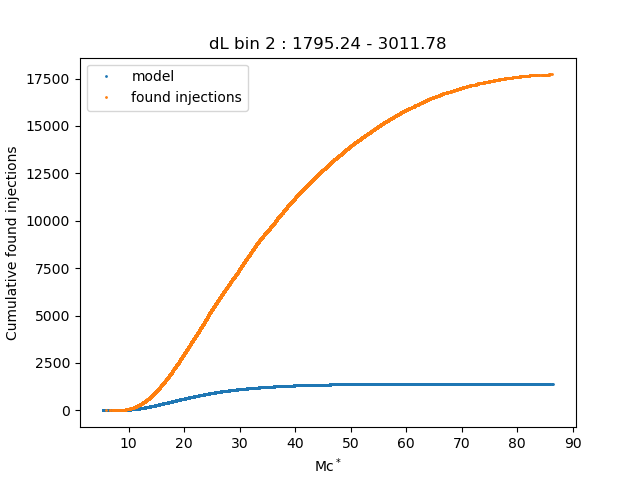 dL bin 2 : 1795.24 - 3011.78
model
found injections
17500
15000
12500
10000
7500
5000
2500
0
Cumulative found injections
10 20 30 40 50 60 70 80 90
Mc*